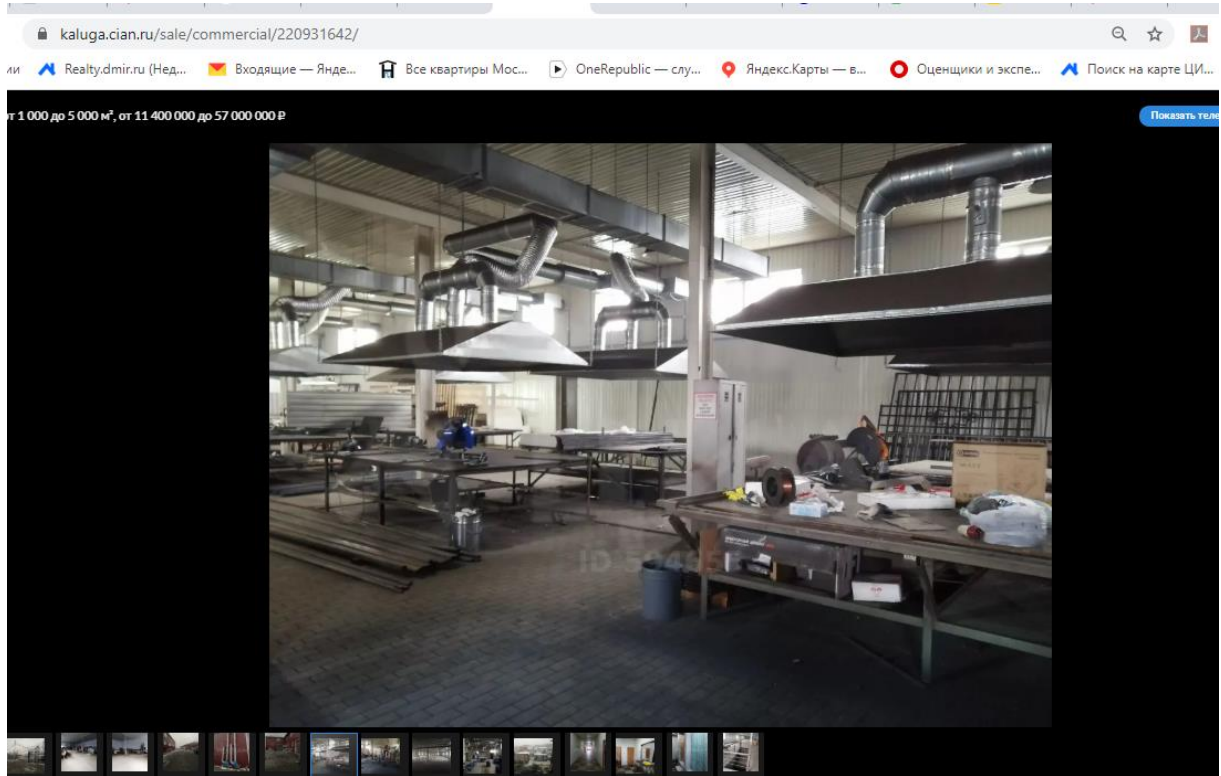 kaluga.cian.ru/sale/commercial/220931642/
ии Realty.dmir.ru (Нед... Входящие — Янде... Все квартиры Мос... OneRepublic — слу... Яндекс.Карты — в... Оценщики и экспе... Поиск на карте ЦИ...
от 1 000 до 5 000 м², от 11 400 000 до 57 000 000 ₽ Показать теле